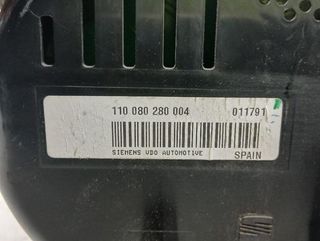 110 080 280 004 011791
SIEMENS VDO AUTOMOTIVE SPAIN